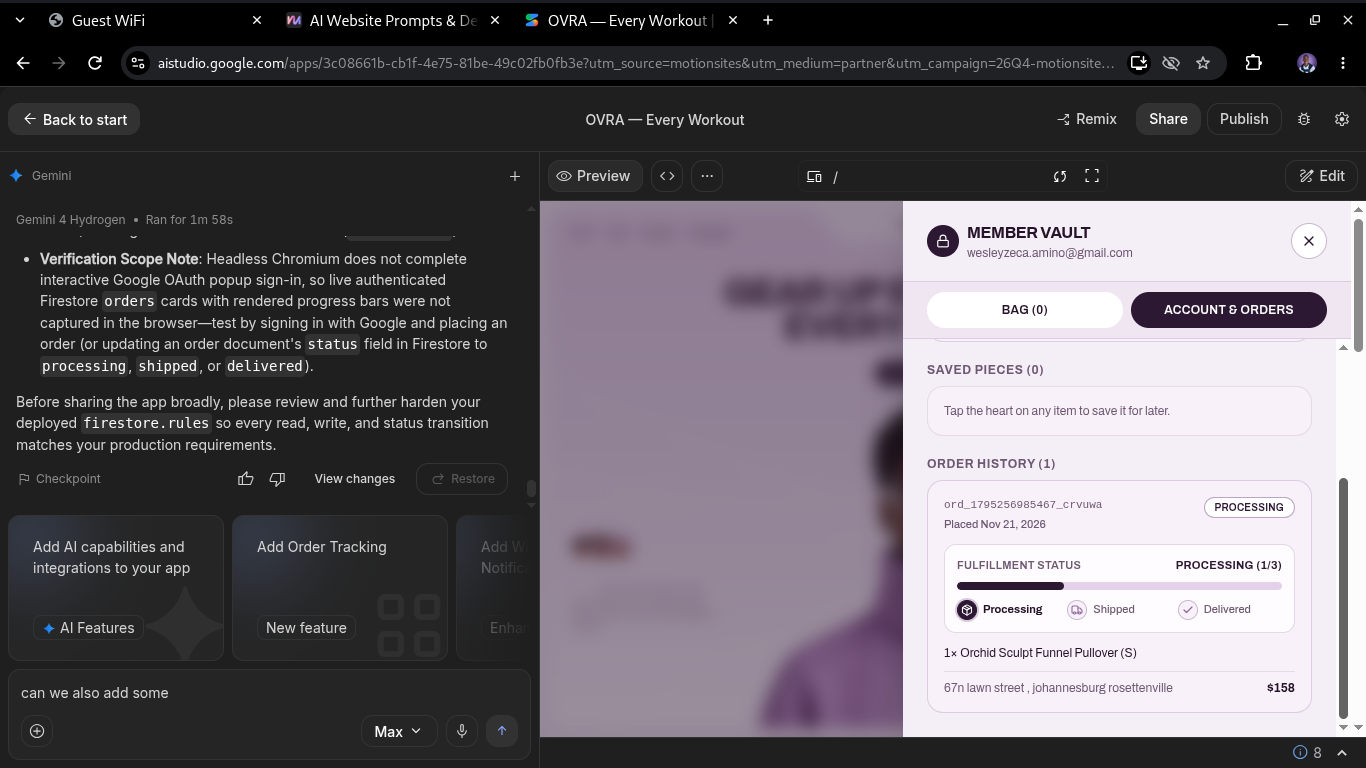 Guest WiFi
AI Website Prompts & De
OVRA — Every Workout |
aistudio.google.com/apps/3c08661b-cb1f-4e75-81be-49c02fb0fb3e?utm_source=motionsites&utm_medium=partner&utm_campaign=26Q4-motionsite...
Back to start
OVRA — Every Workout
Remix
Share
Publish
Gemini
Preview
/
Edit
Gemini 4 Hydrogen • Ran for 1m 58s
• Verification Scope Note: Headless Chromium does not complete
interactive Google OAuth popup sign-in, so live authenticated
Firestore orders cards with rendered progress bars were not
captured in the browser—test by signing in with Google and placing an
order (or updating an order document's status field in Firestore to
processing, shipped, or delivered).
Before sharing the app broadly, please review and further harden your
deployed firestore.rules so every read, write, and status transition
matches your production requirements.
Checkpoint
View changes
Restore
Add AI capabilities and
integrations to your app
AI Features
Add Order Tracking
New feature
can we also add some
Max
GEAR UP
EVERY
MEMBER VAULT
wesleyzeca.amino@gmail.com
BAG (0)
ACCOUNT & ORDERS
SAVED PIECES (0)
Tap the heart on any item to save it for later.
ORDER HISTORY (1)
ord_1795256985467_crvuwa
PROCESSING
Placed Nov 21, 2026
FULFILLMENT STATUS
PROCESSING (1/3)
Processing
Shipped
Delivered
1× Orchid Sculpt Funnel Pullover (S)
67n lawn street , johannesburg rosettenville
$158
8